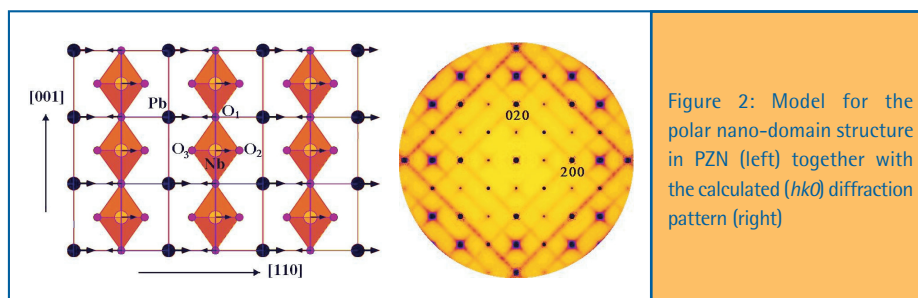 [001]
Pb
O1
O3
Nb
O2
[110]
020
200
Figure 2: Model for the
polar nano-domain structure
in PZN (left) together with
the calculated (hk0) diffraction
pattern (right)